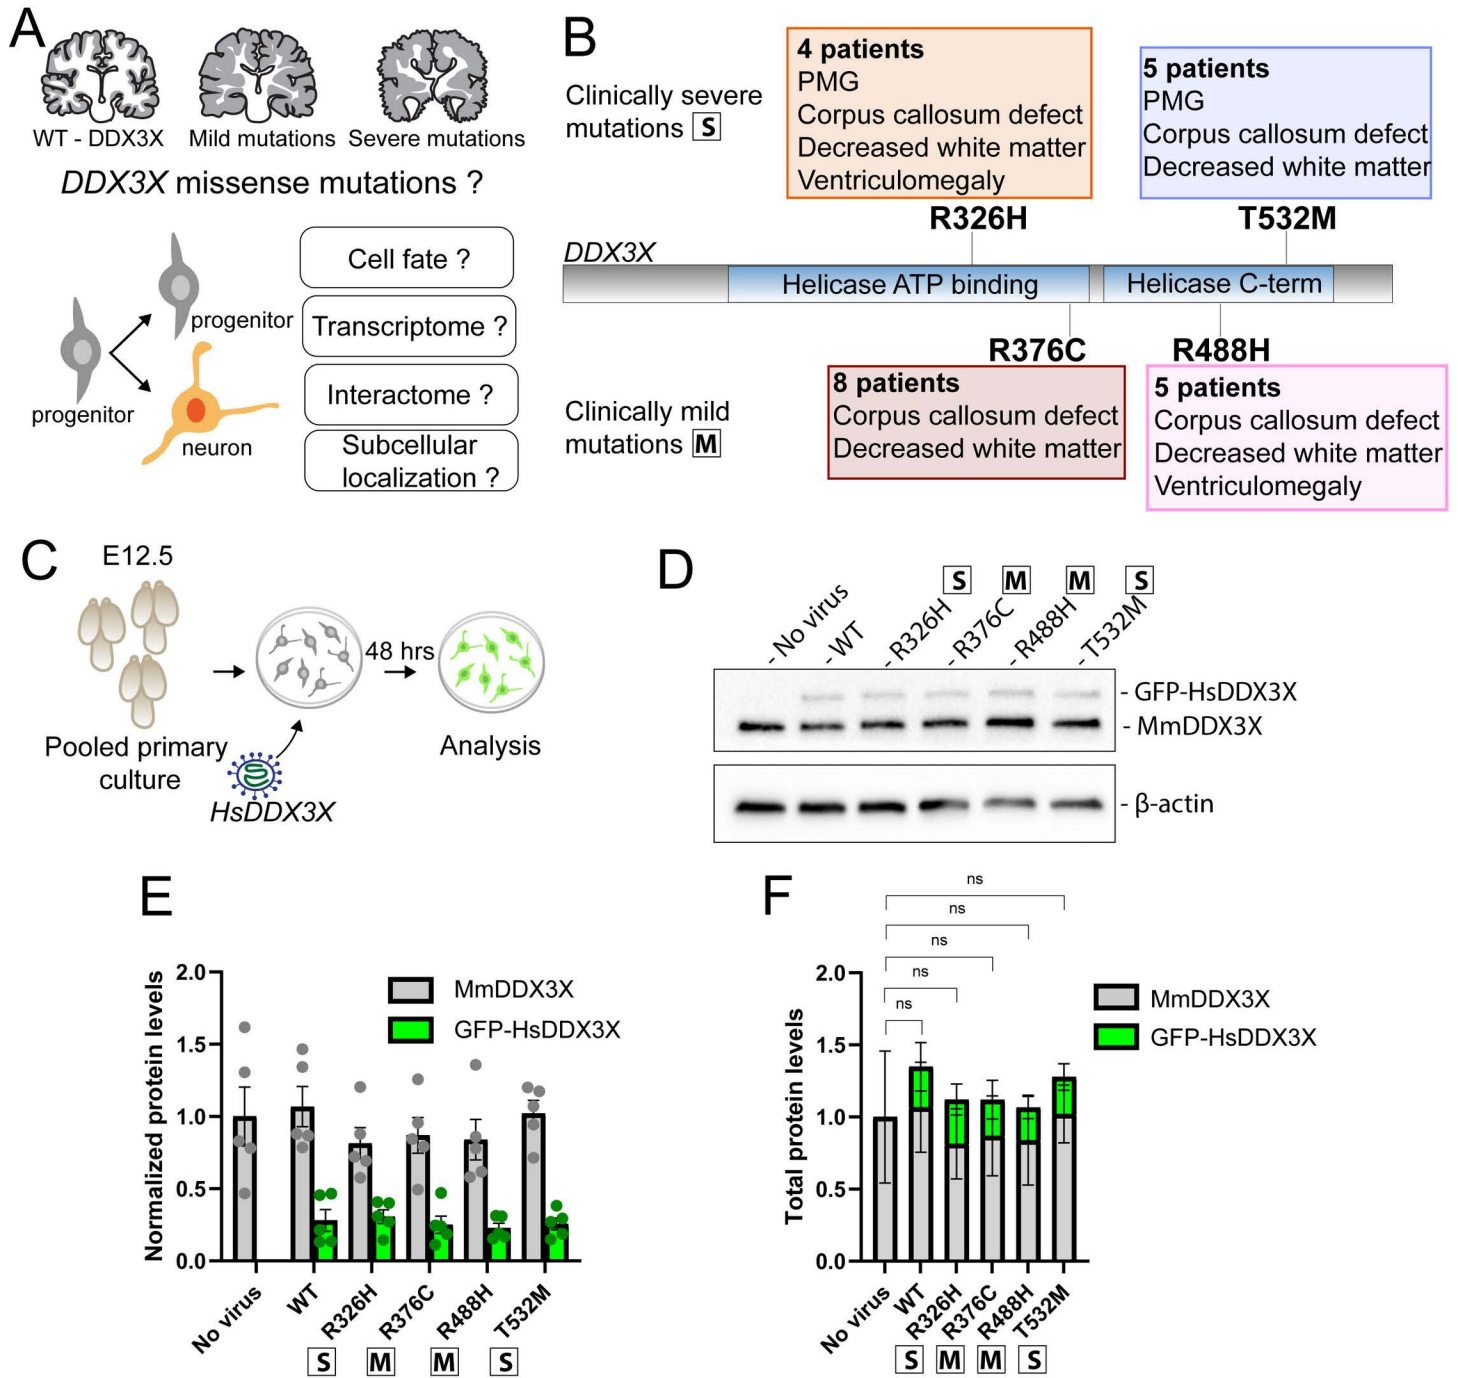 A
WT - DDX3X
Mild mutations
Severe mutations
DDX3X missense mutations ?
progenitor
progenitor
neuron
Cell fate ?
Transcriptome ?
Interactome ?
Subcellular
localization ?
B
Clinically severe
mutations S
4 patients
PMG
Corpus callosum defect
Decreased white matter
Ventriculomegaly
5 patients
PMG
Corpus callosum defect
Decreased white matter
R326H
T532M
DDX3X
Helicase ATP binding
Helicase C-term
R376C
R488H
Clinically mild
mutations M
8 patients
Corpus callosum defect
Decreased white matter
5 patients
Corpus callosum defect
Decreased white matter
Ventriculomegaly
C
E12.5
48 hrs
Pooled primary
culture
HsDDX3X
Analysis
D
S M M S
- No virus
- WT
- R326H
- R376C
- R488H
- T532M
- GFP-HsDDX3X
- MmDDX3X
- β-actin
E
Normalized protein levels
2.0
1.5
1.0
0.5
0.0
MmDDX3X
GFP-HsDDX3X
No virus
WT
R326H
R376C
R488H
T532M
S M M S
F
ns
ns
ns
ns
ns
Total protein levels
2.0
1.5
1.0
0.5
0.0
MmDDX3X
GFP-HsDDX3X
No virus
WT
R326H
R376C
R488H
T532M
S M M S